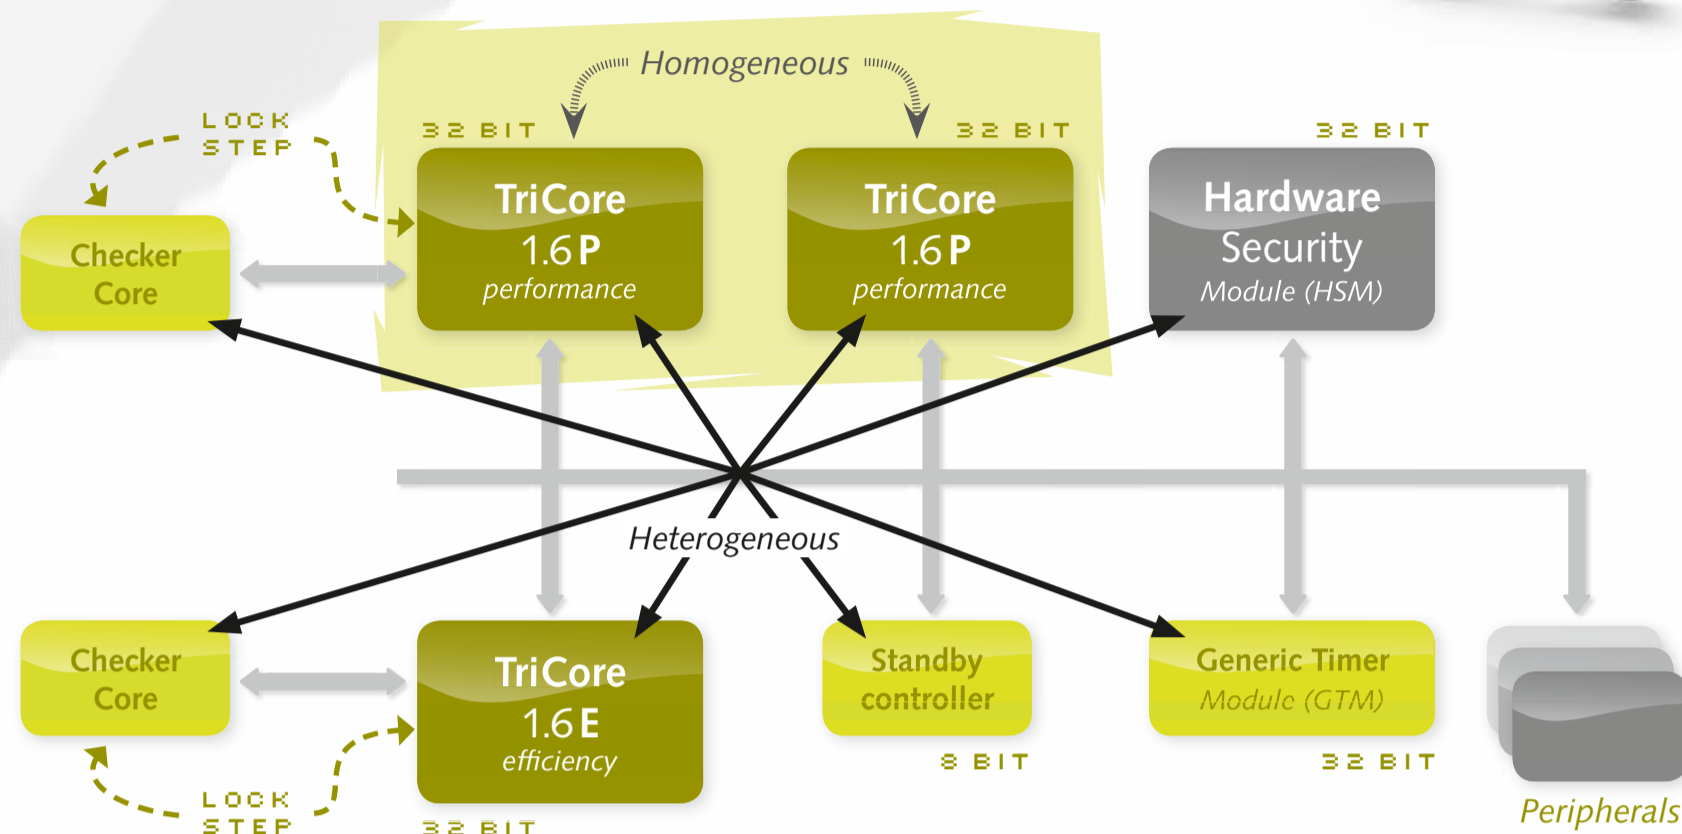 Homogeneous
LOCK
STEP
32 BIT
32 BIT
32 BIT
TriCore
1.6 P
performance
TriCore
1.6 P
performance
Hardware
Security
Module (HSM)
Checker
Core
Heterogeneous
Checker
Core
TriCore
1.6 E
efficiency
Standby
controller
Generic Timer
Module (GTM)
8 BIT
32 BIT
LOCK
STEP
32 BIT
Peripherals